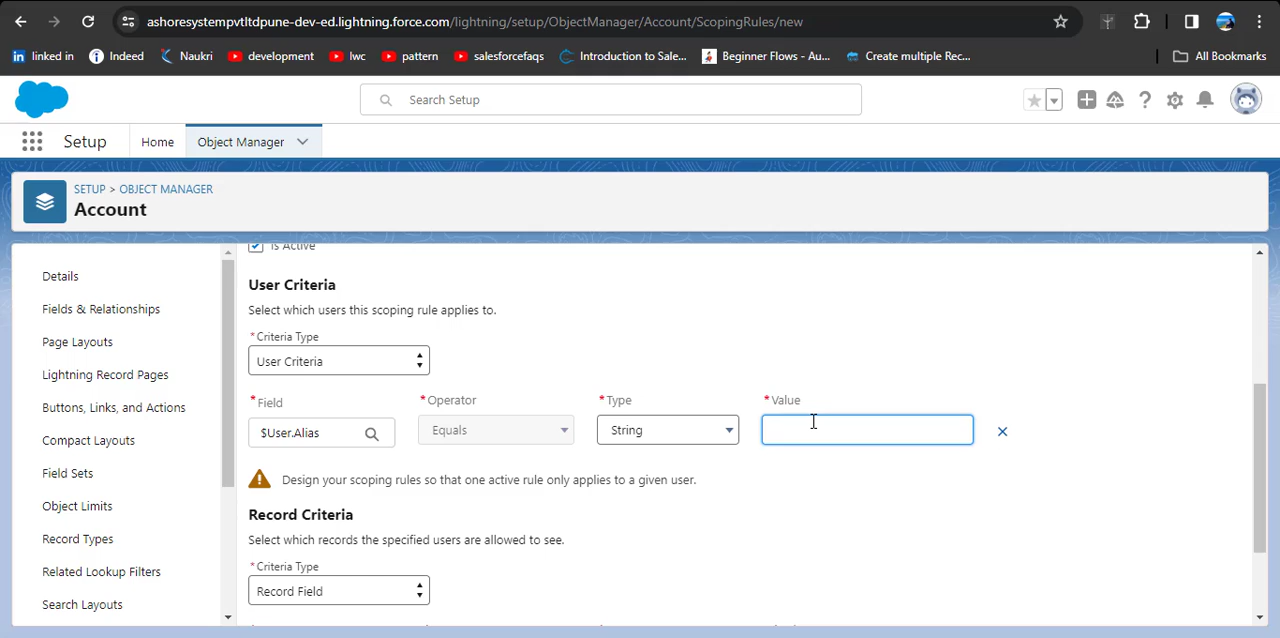 ashoresystempvtltdpune-dev-ed.lightning.force.com/lightning/setup/ObjectManager/Account/ScopingRules/new
linked in Indeed Naukri development lwc pattern salesforcefaqs Introduction to Sale... Beginner Flows - Au... Create multiple Rec... All Bookmarks
Search Setup
Setup Home Object Manager
SETUP > OBJECT MANAGER
Account
Details
Fields & Relationships
Page Layouts
Lightning Record Pages
Buttons, Links, and Actions
Compact Layouts
Field Sets
Object Limits
Record Types
Related Lookup Filters
Search Layouts
Is Active
User Criteria
Select which users this scoping rule applies to.
*Criteria Type
User Criteria
*Field *Operator *Type *Value
$User.Alias Equals String
Design your scoping rules so that one active rule only applies to a given user.
Record Criteria
Select which records the specified users are allowed to see.
*Criteria Type
Record Field